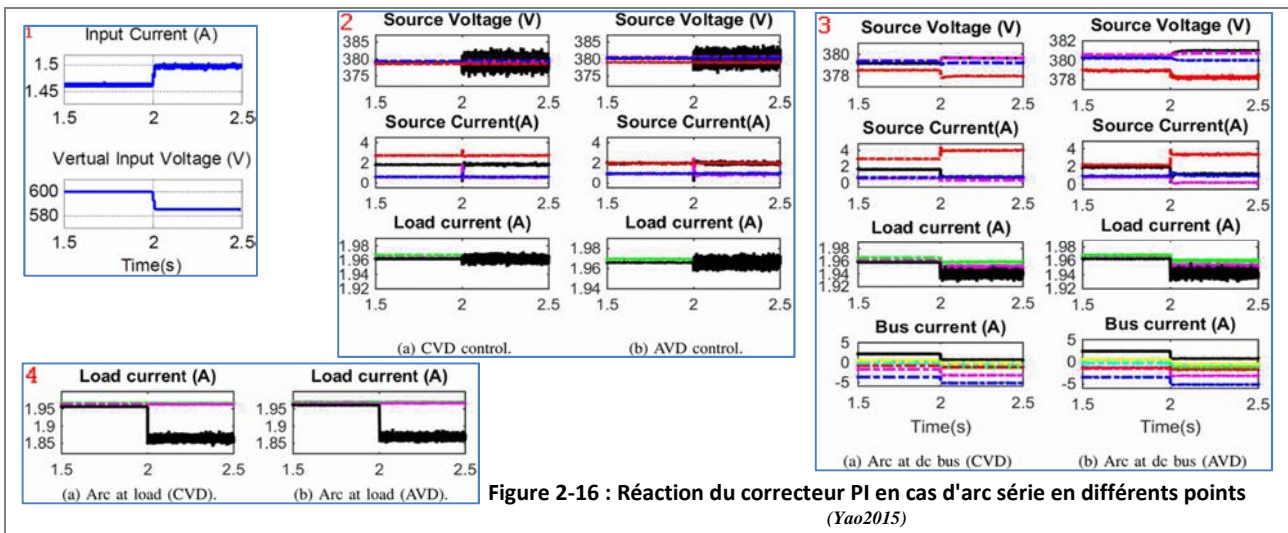 1
Input Current (A)
1.5
1.45
1.5 2 2.5
Vertual Input Voltage (V)
600
580
1.5 2 2.5
Time(s)
2
Source Voltage (V) Source Voltage (V)
385 385
380 380
375 375
1.5 2 2.5 1.5 2 2.5
Source Current(A) Source Current(A)
4 4
2 2
0 0
1.5 2 2.5 1.5 2 2.5
Load current (A) Load current (A)
1.98 1.98
1.96 1.96
1.94 1.94
1.92 1.92
1.5 2 2.5 1.5 2 2.5
(a) CVD control. (b) AVD control.
3
Source Voltage (V) Source Voltage (V)
380 382
378 380
378
1.5 2 2.5 1.5 2 2.5
Source Current (A) Source Current (A)
4 4
2 2
0 0
1.5 2 2.5 1.5 2 2.5
Load current (A) Load current (A)
1.98 1.98
1.96 1.96
1.94 1.94
1.92 1.92
1.5 2 2.5 1.5 2 2.5
Bus current (A) Bus current (A)
5 5
0 0
-5 -5
1.5 2 2.5 1.5 2 2.5
Time(s) Time(s)
(a) Arc at dc bus (CVD) (b) Arc at dc bus (AVD)
4
Load current (A) Load current (A)
1.95 1.95
1.9 1.9
1.85 1.85
1.5 2 2.5 1.5 2 2.5
(a) Arc at load (CVD). (b) Arc at load (AVD).
Figure 2-16 : Réaction du correcteur PI en cas d'arc série en différents points
(Yao2015)